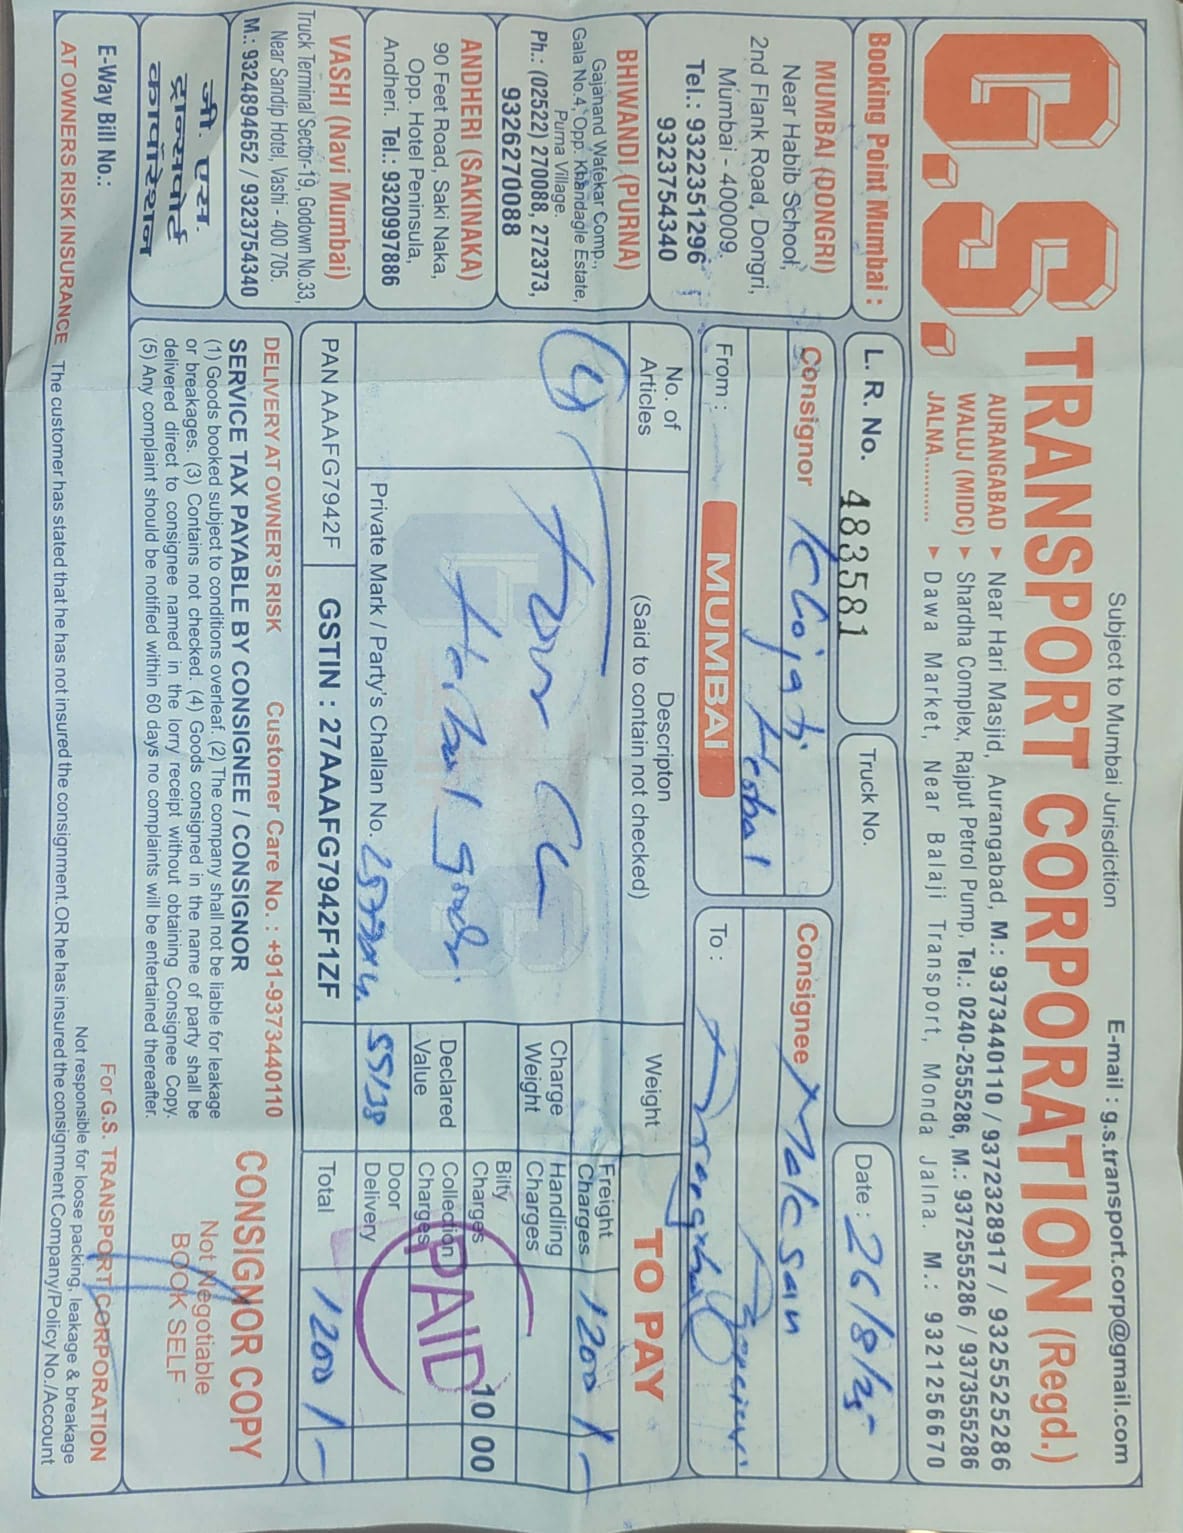 Subject to Mumbai Jurisdiction
E-mail : g.s.transport.corp@gmail.com
G.S. TRANSPORT CORPORATION (Regd.)
AURANGABAD ► Near Hari Masjid, Aurangabad, M.: 9373440110 / 9372328917 / 9325525286
WALUJ (MIDC) ► Shardha Complex, Rajput Petrol Pump, Tel.: 0240-2555286, M.: 9372555286 / 9373555286
JALNA............ ► Dawa Market, Near Balaji Transport, Monda Jalna. M.: 9321256670
Booking Point Mumbai :
L. R. No. 483581
Truck No.
Date : 26/8/25
MUMBAI (DONGRI)
Near Habib School,
2nd Flank Road, Dongri,
Mumbai - 400009.
Tel.: 9322351296
9323754340
Consignor
Herbal
From :
MUMBAI
Consignee
To :
BHIWANDI (PURNA)
Gajanand Wafekar Comp.,
Gala No.4, Opp. Khandagle Estate,
Purna Village.
Ph.: (02522) 270088, 272373,
9326270088
ANDHERI (SAKINAKA)
90 Feet Road, Saki Naka,
Opp. Hotel Peninsula,
Andheri. Tel.: 9320997886
VASHI (Navi Mumbai)
Truck Terminal Sector-19, Godown No.33,
Near Sandip Hotel, Vashi - 400 705.
M.: 9324894652 / 9323754340
जी. एस.
ट्रान्सपोर्ट
कार्पोरेशन
No. of
Articles
Descripton
(Said to contain not checked)
Weight
TO PAY
Four
Herbal goods.
Private Mark / Party's Challan No.
Charge
Weight
Declared
Value
55/38
Freight
Charges 1200/-
Handling
Charges
Bilty
Charges 10 00
Collection
Charges
Door
Delivery
PAID
Total 1200/-
PAN AAAFG7942F
GSTIN : 27AAAFG7942F1ZF
DELIVERY AT OWNER'S RISK Customer Care No. : +91-9373440110
SERVICE TAX PAYABLE BY CONSIGNEE / CONSIGNOR
(1) Goods booked subject to conditions overleaf. (2) The company shall not be liable for leakage
or breakages. (3) Contains not checked. (4) Goods consigned in the name of party shall be
delivered direct to consignee named in the lorry receipt without obtaining Consignee Copy.
(5) Any complaint should be notified within 60 days no complaints will be entertained thereafter.
CONSIGNOR COPY
Not Negotiable
BOOK SELF
E-Way Bill No.:
For G.S. TRANSPORT CORPORATION
Not responsible for loose packing, leakage & breakage
AT OWNERS RISK INSURANCE The customer has stated that he has not insured the consignment OR he has insured the consignment Company/Policy No./Account